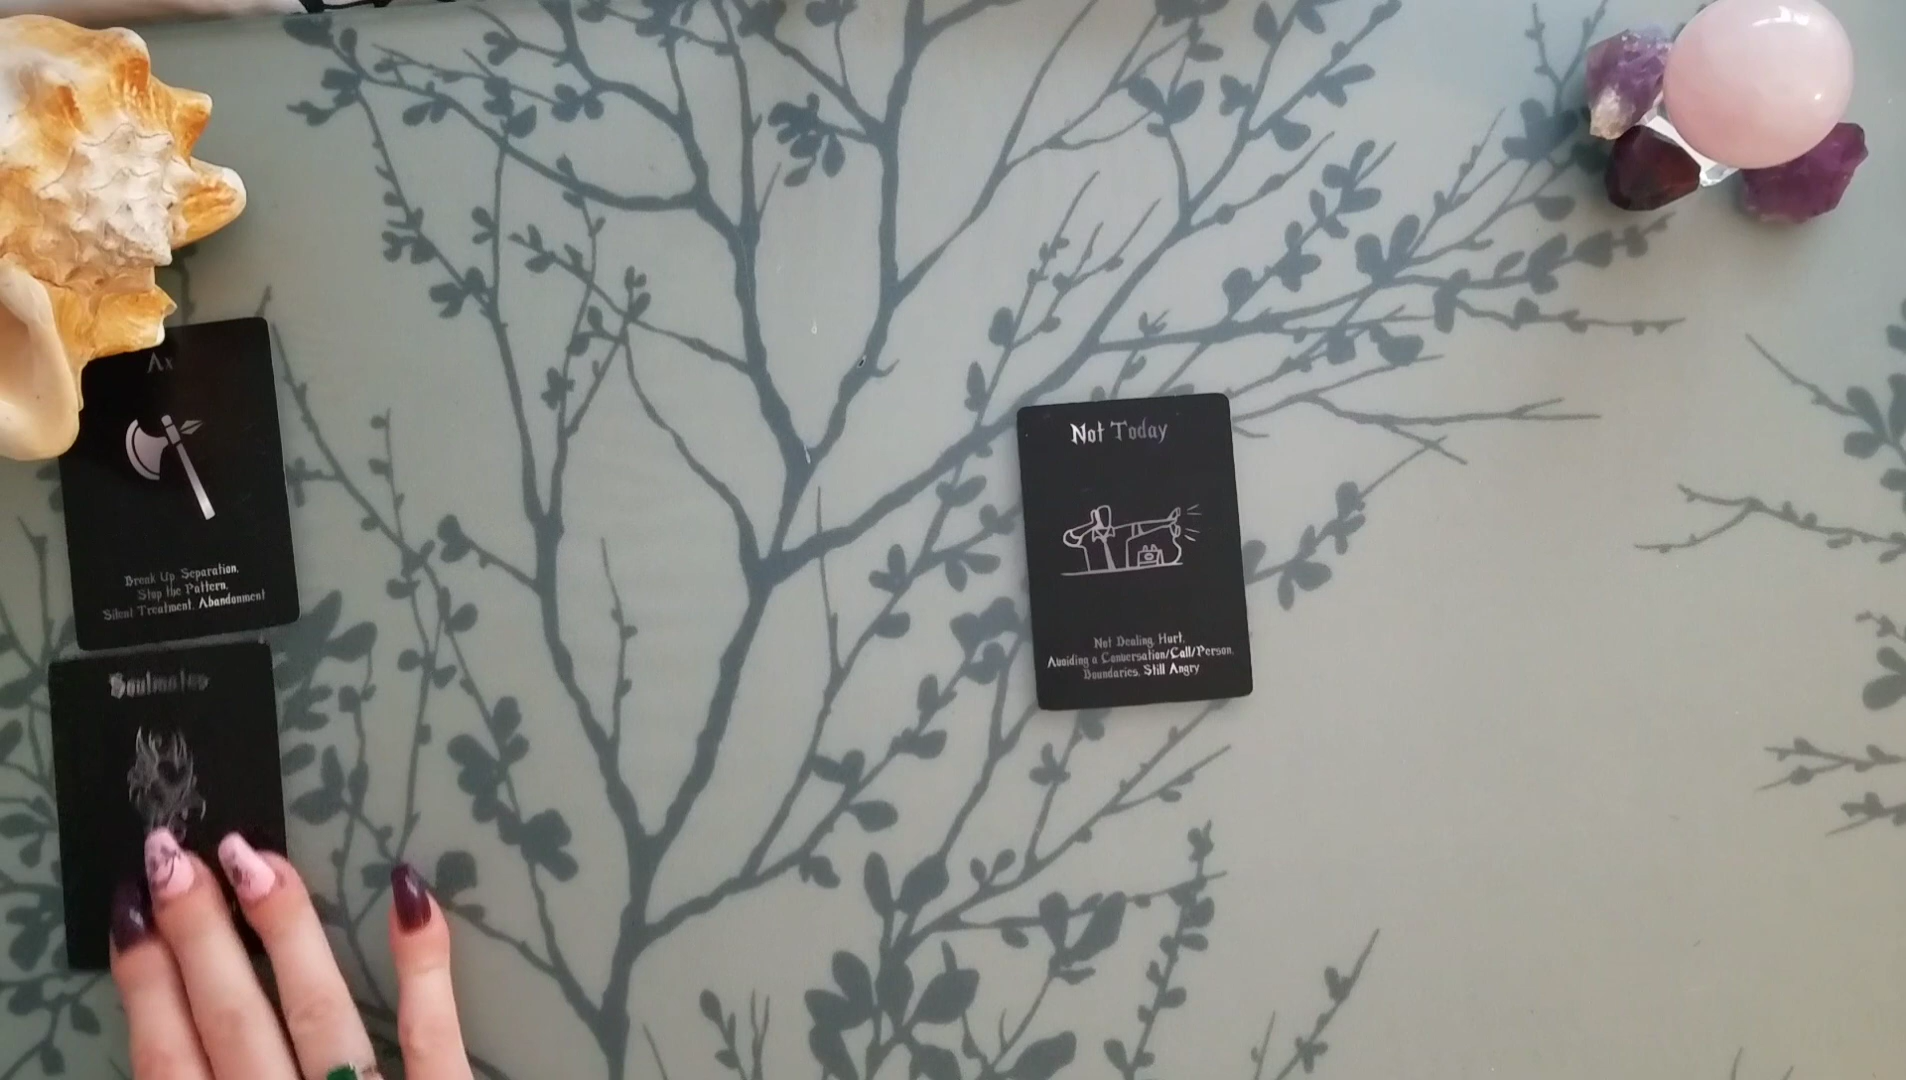 Ax
Break Up, Separation,
Stop the Pattern,
Silent Treatment, Abandonment
Soulmates
Not Today
Not Dealing, Hurt,
Avoiding a Conversation/Call/Person,
Boundaries, Still Angry